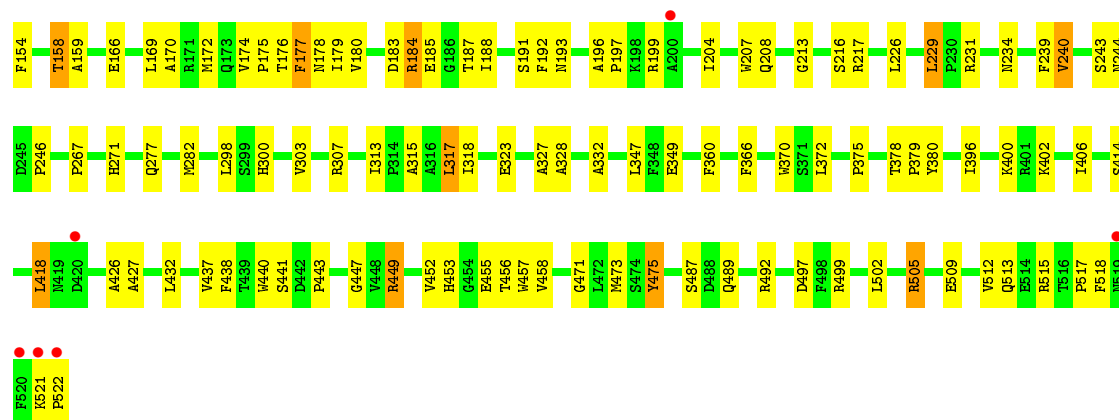 F154 T158 A159 E166 L169 A170 R171 M172 Q173 V174 P175 T176 F177 N178 I179 V180 D183 R184 E185 G186 T187 I188 S191 F192 N193 A196 P197 K198 R199 A200 I204 W207 Q208 G213 S216 R217 L226 L229 P230 R231 N234 F239 V240 S243 N244
D245 P246 P267 H271 Q277 M282 L298 S299 H300 V303 R307 I313 P314 A315 A316 L317 I318 E323 A327 A328 A332 L347 F348 E349 F360 F366 W370 S371 L372 P375 T378 P379 Y380 I396 K400 R401 K402 I406 S414
L418 N419 D420 A426 A427 L432 V437 F438 T439 W440 S441 D442 P443 G447 V448 R449 V452 H453 G454 E455 T456 W457 V458 G471 L472 M473 S474 Y475 S487 D488 Q489 R492 D497 F498 R499 L502 R505 E509 V512 Q513 E514 R515 T516 P517 F518 N519
F520 K521 P522